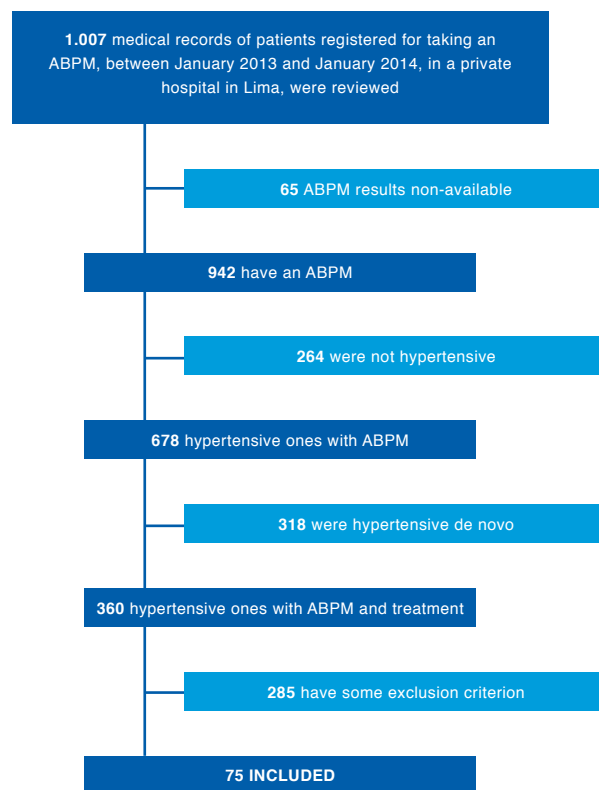 1.007 medical records of patients registered for taking an
ABPM, between January 2013 and January 2014, in a private
hospital in Lima, were reviewed
65 ABPM results non-available
942 have an ABPM
264 were not hypertensive
678 hypertensive ones with ABPM
318 were hypertensive de novo
360 hypertensive ones with ABPM and treatment
285 have some exclusion criterion
75 INCLUDED